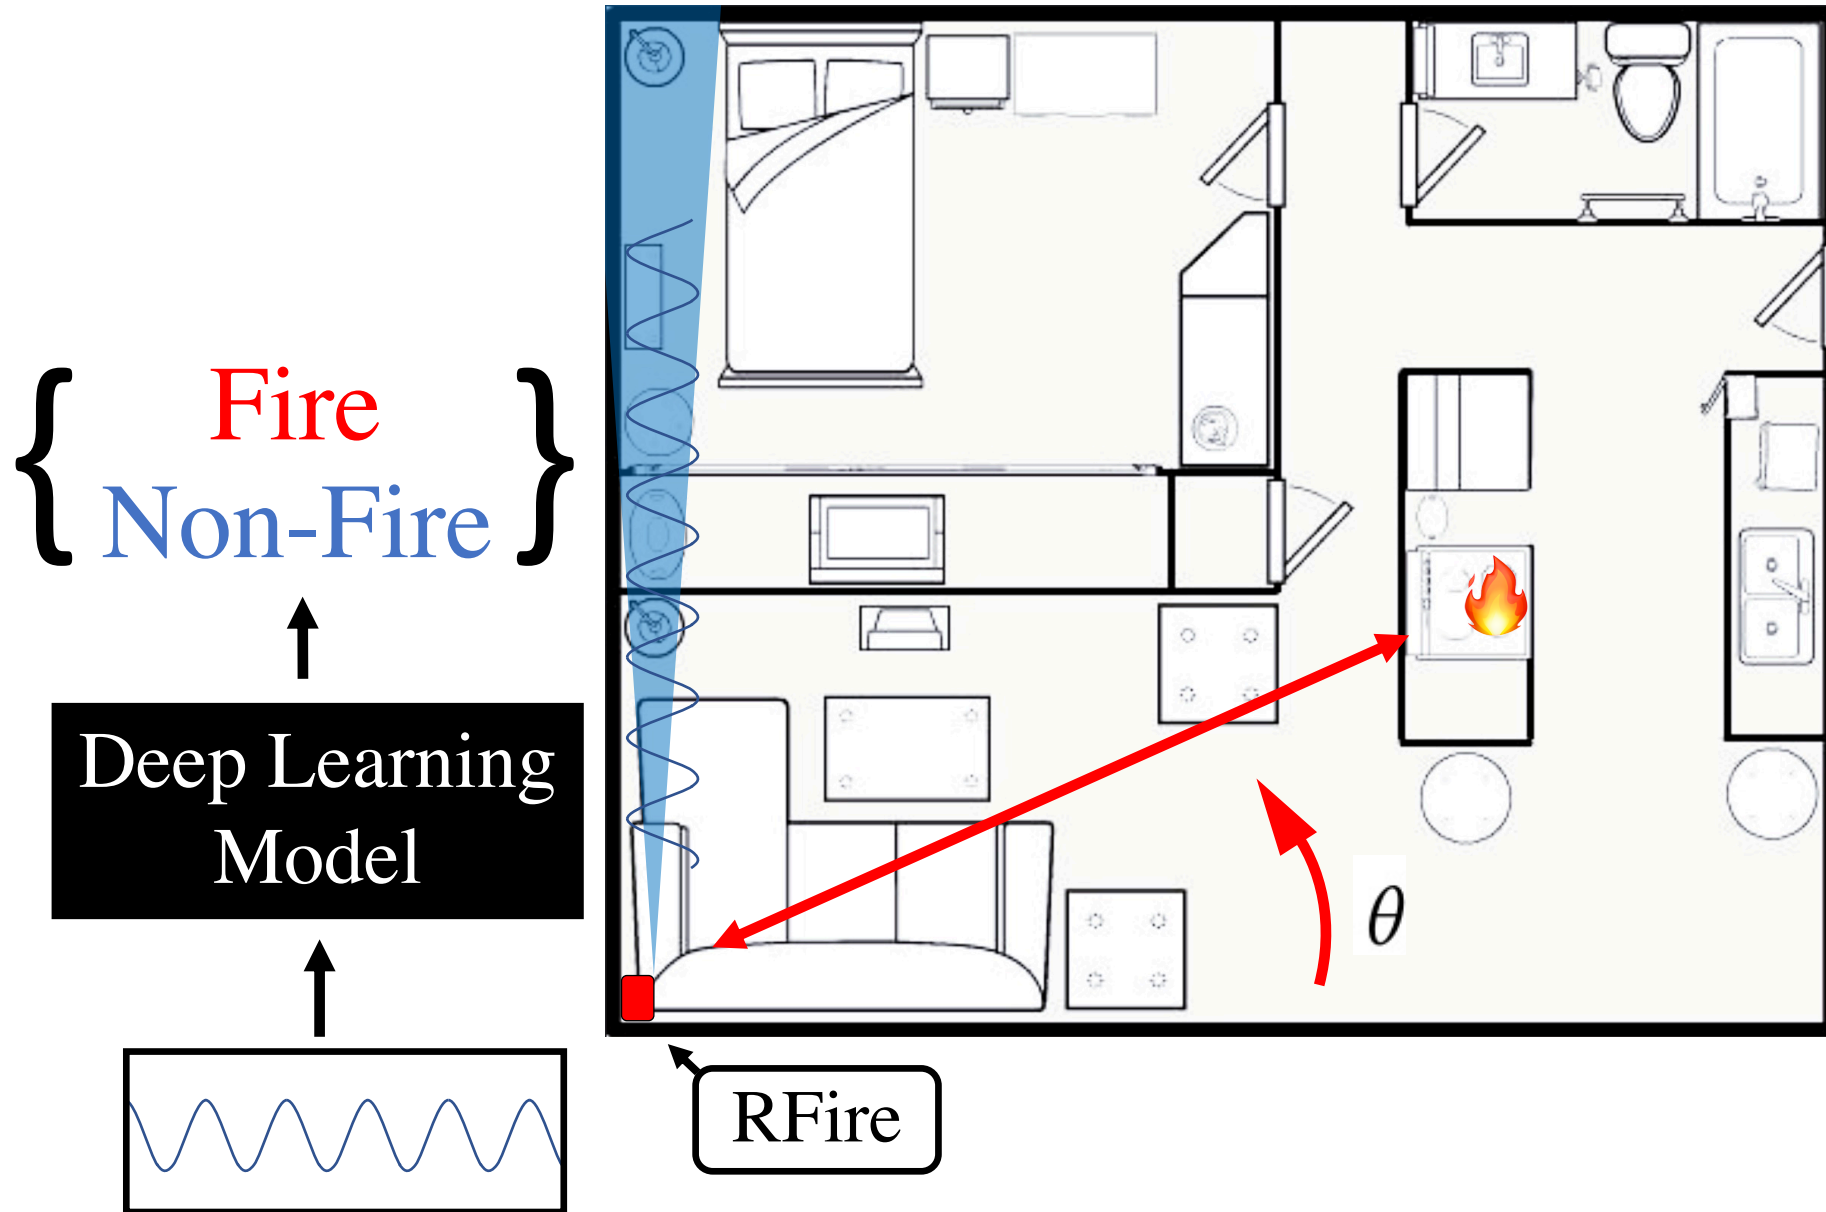 { Fire
Non-Fire }
Deep Learning
Model
θ
RFire